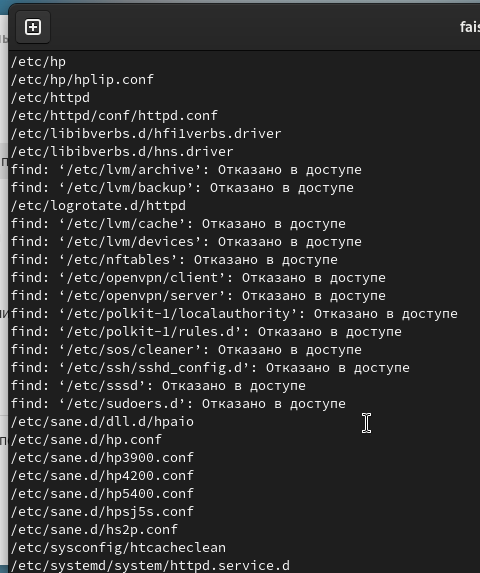 fais
/etc/hp
/etc/hp/hplip.conf
/etc/httpd
/etc/httpd/conf/httpd.conf
/etc/libibverbs.d/hfi1verbs.driver
/etc/libibverbs.d/hns.driver
find: ‘/etc/lvm/archive’: Отказано в доступе
find: ‘/etc/lvm/backup’: Отказано в доступе
/etc/logrotate.d/httpd
find: ‘/etc/lvm/cache’: Отказано в доступе
find: ‘/etc/lvm/devices’: Отказано в доступе
find: ‘/etc/nftables’: Отказано в доступе
find: ‘/etc/openvpn/client’: Отказано в доступе
find: ‘/etc/openvpn/server’: Отказано в доступе
find: ‘/etc/polkit-1/localauthority’: Отказано в доступе
find: ‘/etc/polkit-1/rules.d’: Отказано в доступе
find: ‘/etc/sos/cleaner’: Отказано в доступе
find: ‘/etc/ssh/sshd_config.d’: Отказано в доступе
find: ‘/etc/sssd’: Отказано в доступе
find: ‘/etc/sudoers.d’: Отказано в доступе
/etc/sane.d/dll.d/hpaio
/etc/sane.d/hp.conf
/etc/sane.d/hp3900.conf
/etc/sane.d/hp4200.conf
/etc/sane.d/hp5400.conf
/etc/sane.d/hpsj5s.conf
/etc/sane.d/hs2p.conf
/etc/sysconfig/htcacheclean
/etc/systemd/system/httpd.service.d